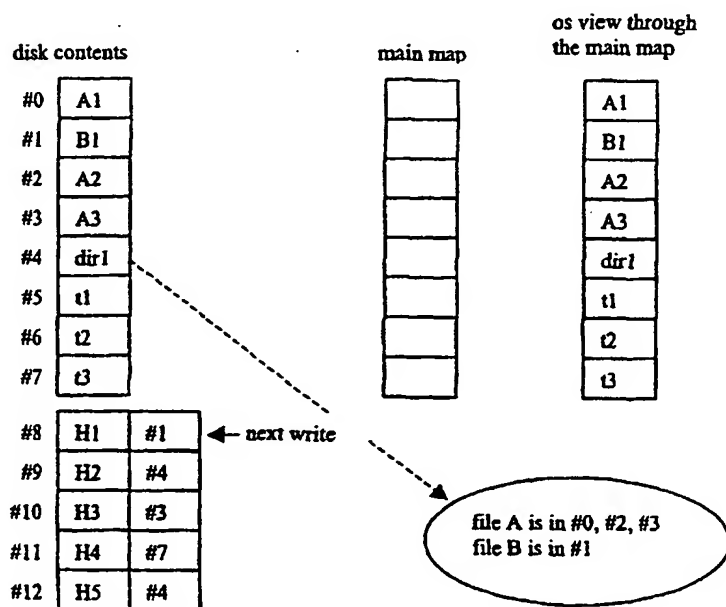 os view through
disk contents main map the main map
#0 A1 A1
#1 B1 B1
#2 A2 A2
#3 A3 A3
#4 dir1 dir1
#5 t1 t1
#6 t2 t2
#7 t3 t3
#8 H1 #1 next write
#9 H2 #4
#10 H3 #3
file A is in #0, #2, #3
#11 H4 #7
file B is in #1
#12 H5 #4